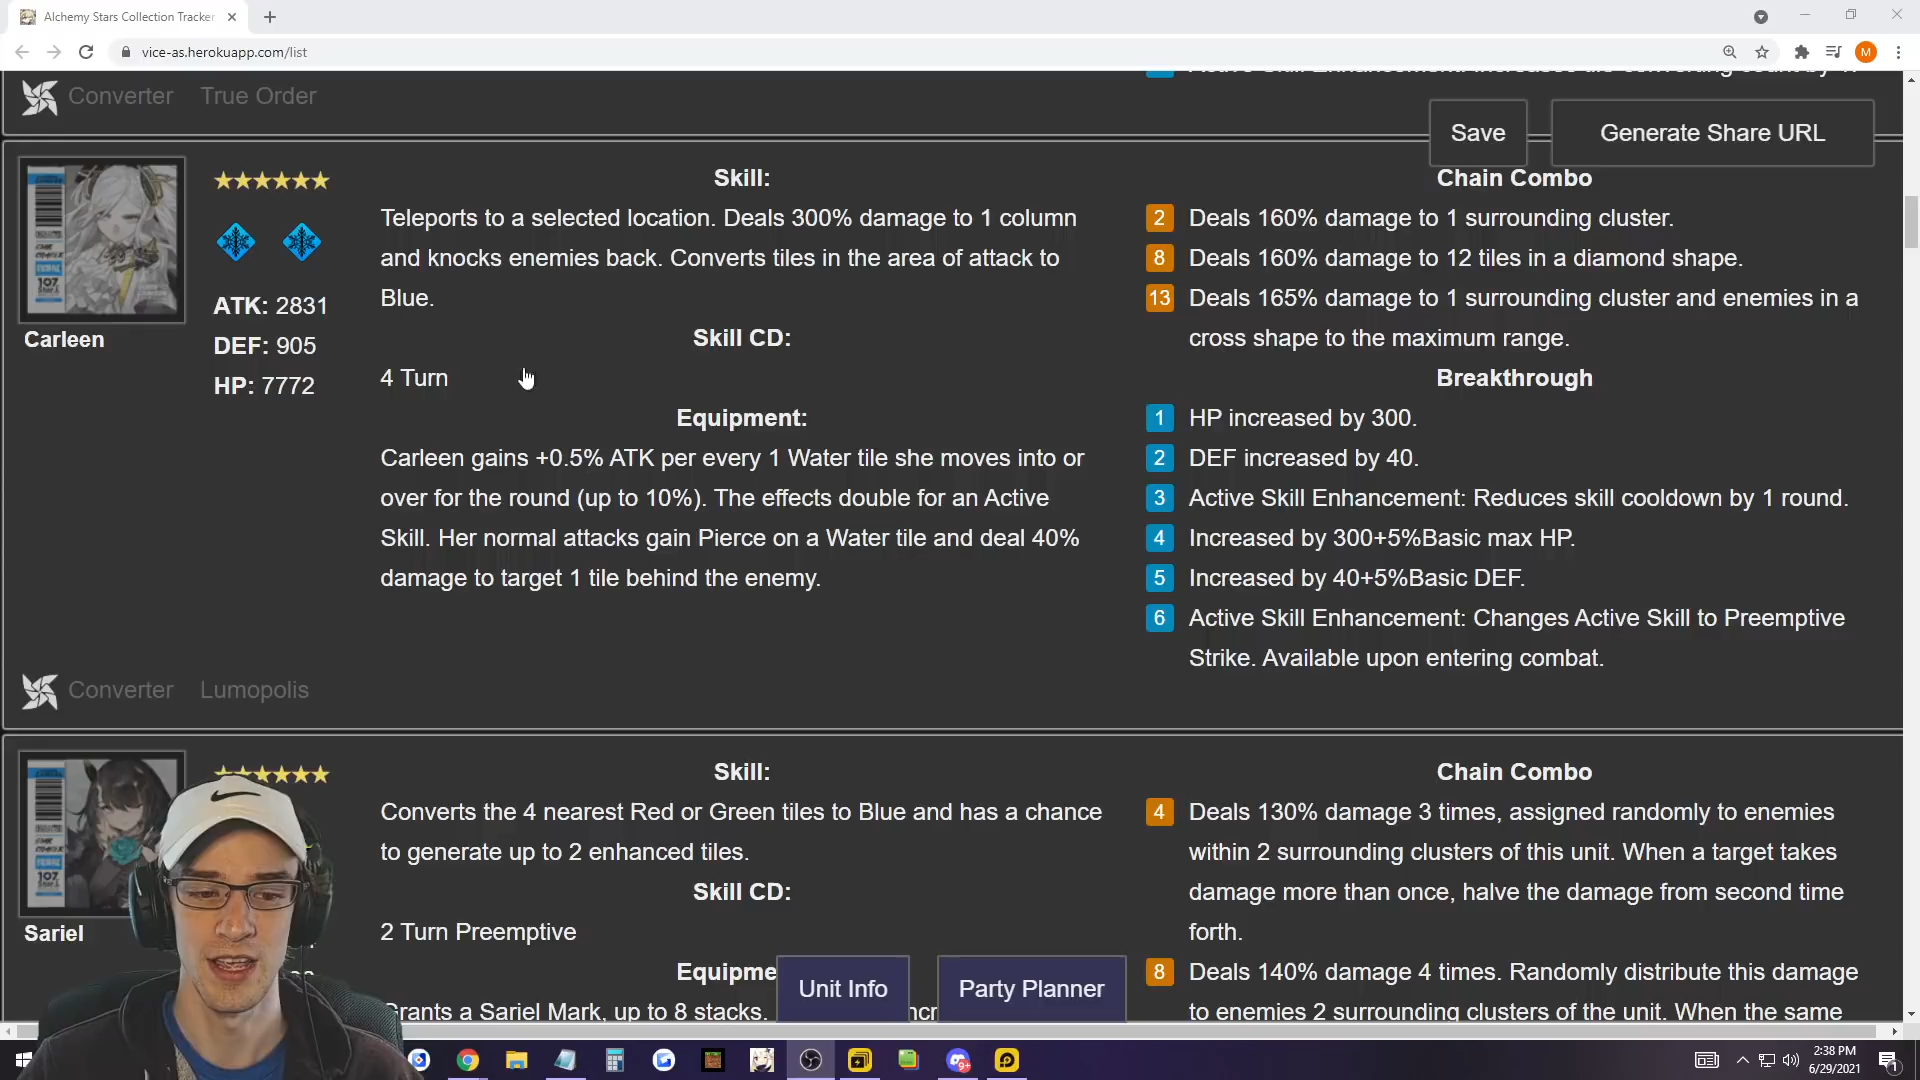 Alchemy Stars Collection Tracker
vice-as.herokuapp.com/list
M
Converter True Order
Save
Generate Share URL
Carleen
ATK: 2831
DEF: 905
HP: 7772
Skill:
Teleports to a selected location. Deals 300% damage to 1 column
and knocks enemies back. Converts tiles in the area of attack to
Blue.
Skill CD:
4 Turn
Equipment:
Carleen gains +0.5% ATK per every 1 Water tile she moves into or
over for the round (up to 10%). The effects double for an Active
Skill. Her normal attacks gain Pierce on a Water tile and deal 40%
damage to target 1 tile behind the enemy.
Chain Combo
2 Deals 160% damage to 1 surrounding cluster.
8 Deals 160% damage to 12 tiles in a diamond shape.
13 Deals 165% damage to 1 surrounding cluster and enemies in a
cross shape to the maximum range.
Breakthrough
1 HP increased by 300.
2 DEF increased by 40.
3 Active Skill Enhancement: Reduces skill cooldown by 1 round.
4 Increased by 300+5%Basic max HP.
5 Increased by 40+5%Basic DEF.
6 Active Skill Enhancement: Changes Active Skill to Preemptive
Strike. Available upon entering combat.
Converter Lumopolis
Sariel
Skill:
Converts the 4 nearest Red or Green tiles to Blue and has a chance
to generate up to 2 enhanced tiles.
Skill CD:
2 Turn Preemptive
Equipme
Grants a Sariel Mark, up to 8 stacks.
Chain Combo
4 Deals 130% damage 3 times, assigned randomly to enemies
within 2 surrounding clusters of this unit. When a target takes
damage more than once, halve the damage from second time
forth.
8 Deals 140% damage 4 times. Randomly distribute this damage
to enemies 2 surrounding clusters of the unit. When the same
Unit Info
Party Planner
2:38 PM
6/29/2021